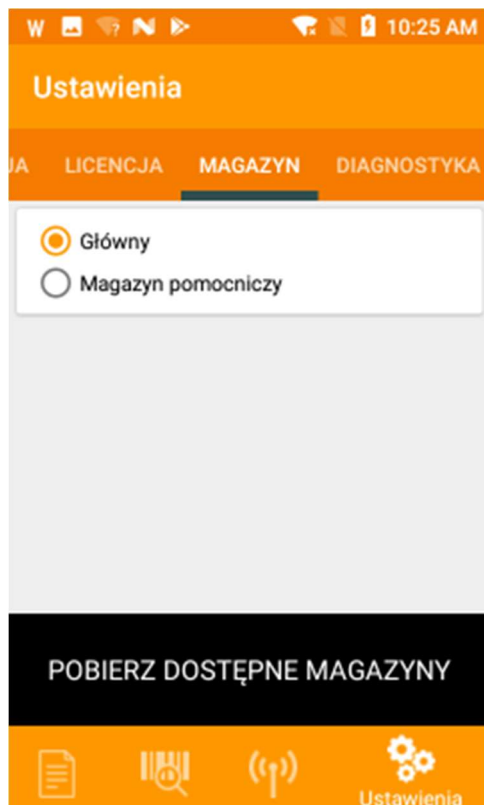 10:25 AM
Ustawienia
JA LICENCJA MAGAZYN DIAGNOSTYKA
Główny
Magazyn pomocniczy
POBIERZ DOSTĘPNE MAGAZYNY
Ustawienia